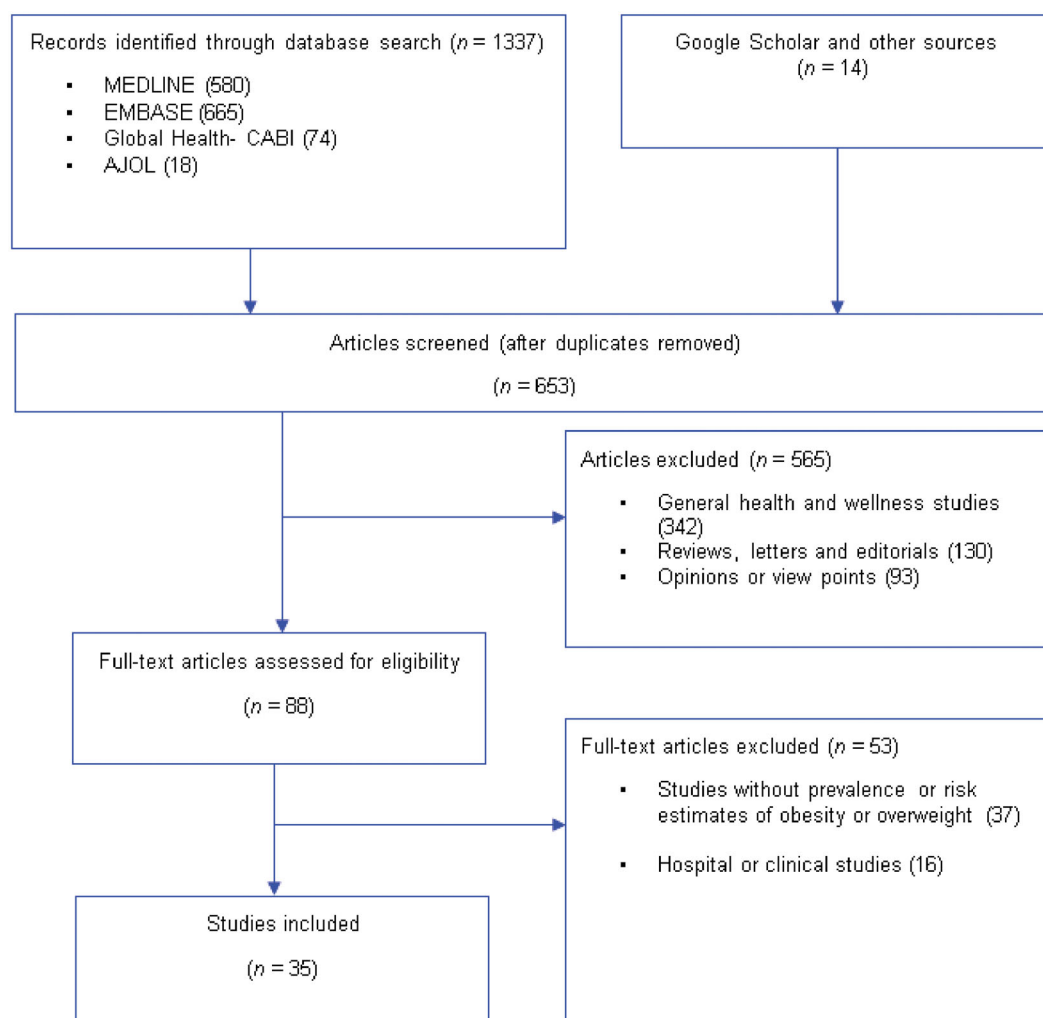 Records identified through database search (n = 1337)
▪ MEDLINE (580)
▪ EMBASE (665)
▪ Global Health- CABI (74)
▪ AJOL (18)
Google Scholar and other sources
(n = 14)
Articles screened (after duplicates removed)
(n = 653)
Articles excluded (n = 565)
▪ General health and wellness studies
(342)
▪ Reviews, letters and editorials (130)
▪ Opinions or view points (93)
Full-text articles assessed for eligibility
(n = 88)
Full-text articles excluded (n = 53)
▪ Studies without prevalence or risk
estimates of obesity or overweight (37)
▪ Hospital or clinical studies (16)
Studies included
(n = 35)